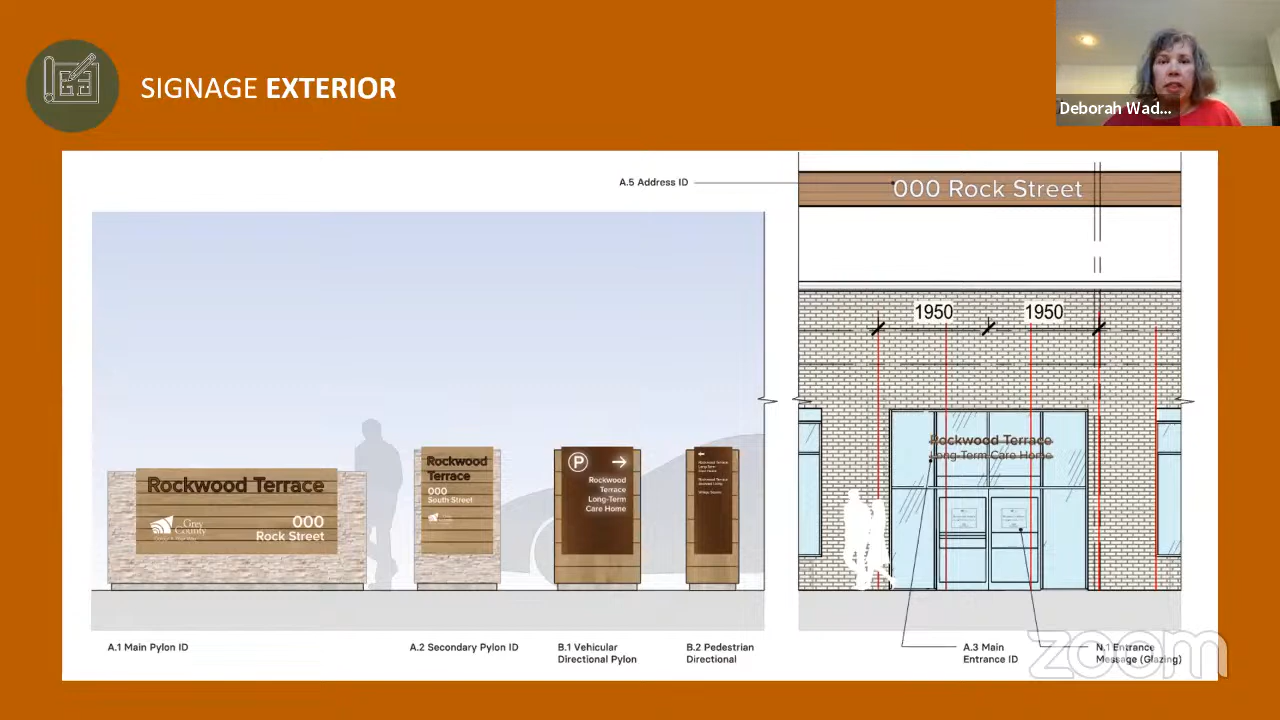 SIGNAGE EXTERIOR
Deborah Wad...
A.5 Address ID
000 Rock Street
1950
1950
Rockwood Terrace
Grey
County
000
Rock Street
Rockwood
Terrace
000
South Street
P
Rockwood
Terrace
Long-Term
Care Home
Rockwood Terrace
Long-Term Care Home
A.1 Main Pylon ID
A.2 Secondary Pylon ID
B.1 Vehicular
Directional Pylon
B.2 Pedestrian
Directional
A.3 Main
Entrance ID
N.1 Entrance
Message (Glazing)
zoom